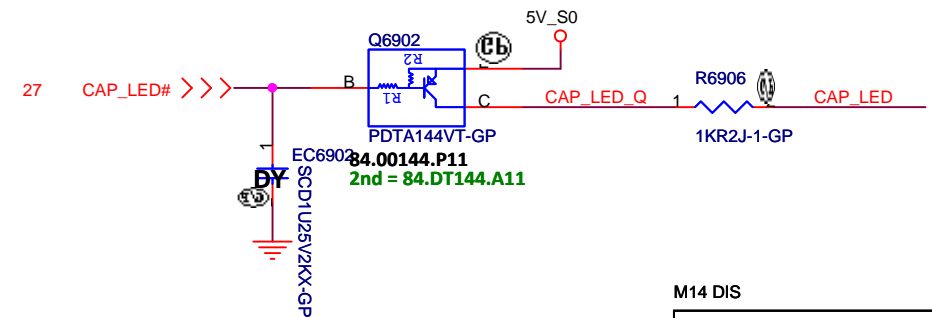 5V_S0
Q6902
R2
B
R1
C
27
CAP_LED#
CAP_LED_Q
1
R6906
CAP_LED
PDTA144VT-GP
1KR2J-1-GP
84.00144.P11
2nd = 84.DT144.A11
1
EC6902
DY
SCD1U25V2KX-GP
M14 DIS